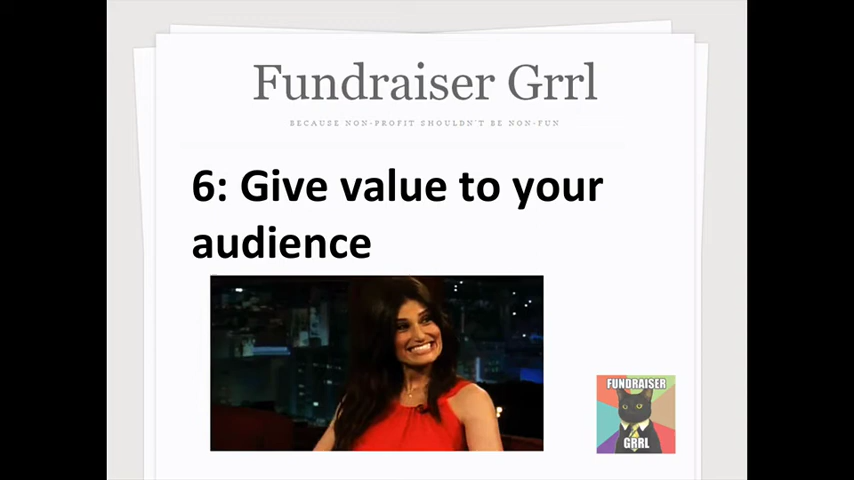 Fundraiser Grrl
BECAUSE NON-PROFIT SHOULDN'T BE NON-FUN
6: Give value to your
audience
FUNDRAISER
GRRL